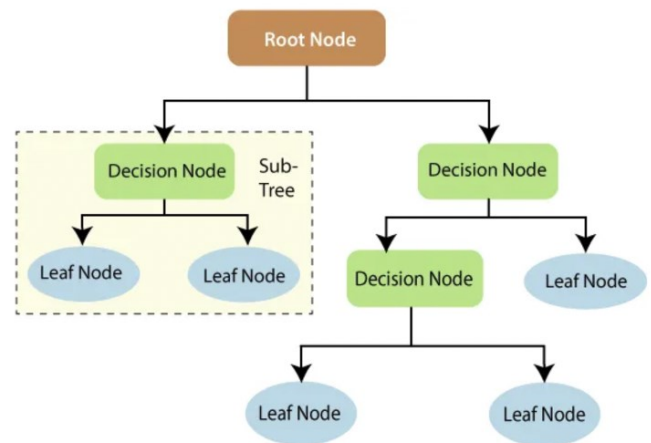 Root Node
Decision Node
Sub-
Tree
Decision Node
Leaf Node
Leaf Node
Decision Node
Leaf Node
Leaf Node
Leaf Node